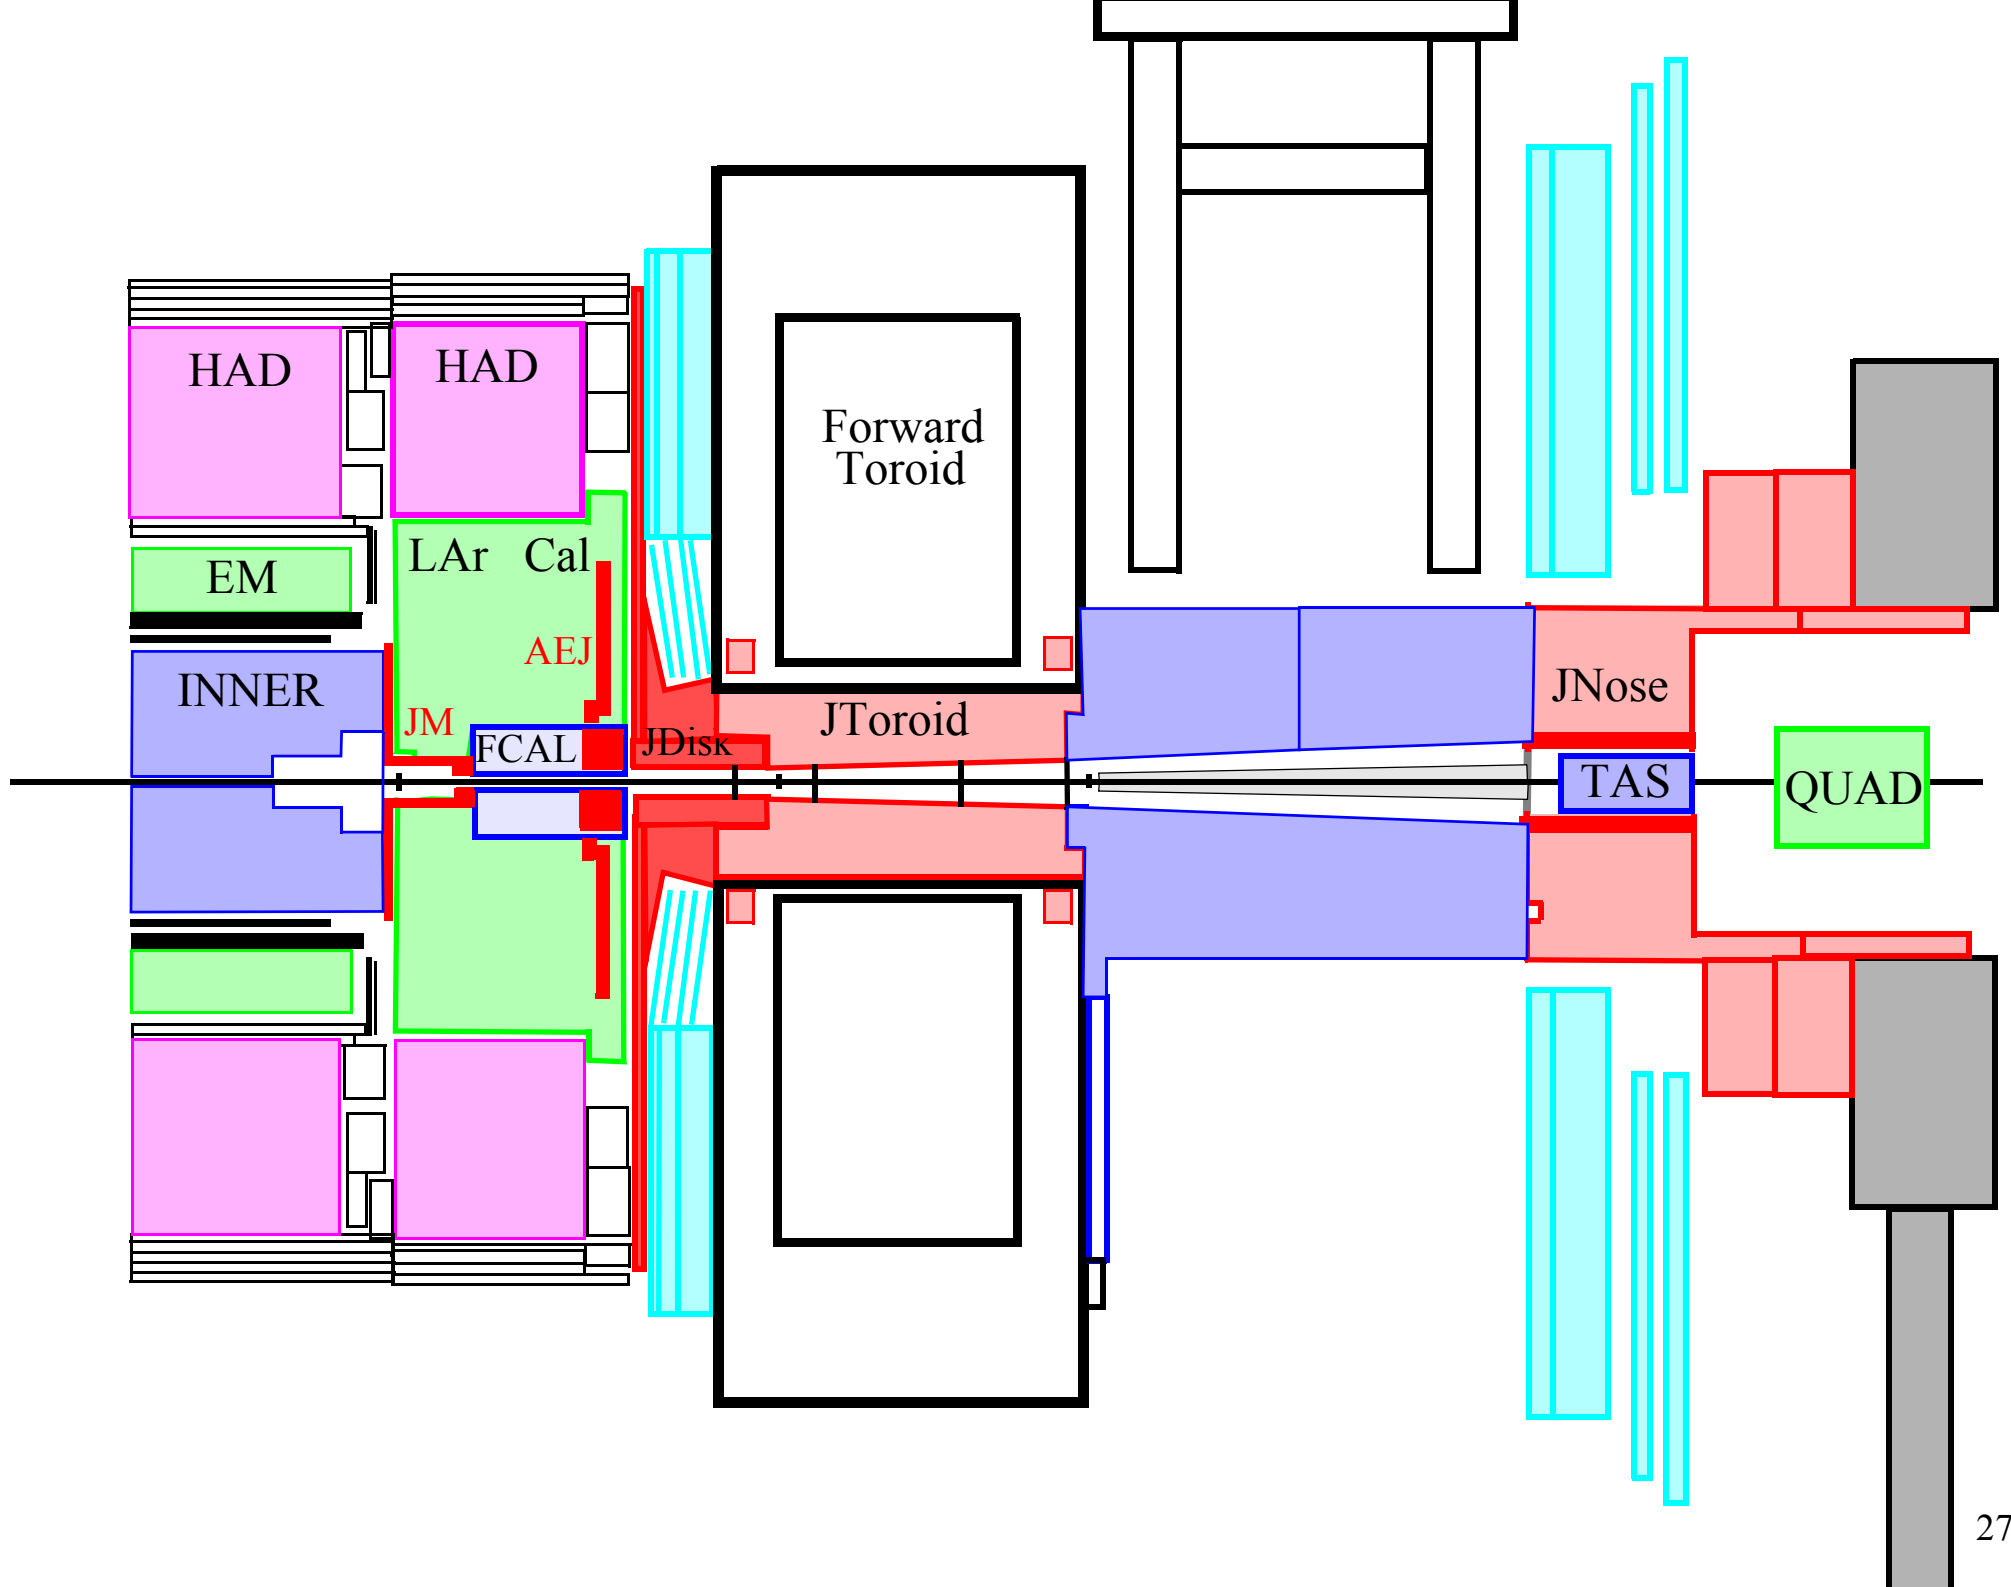 HAD
HAD
Forward
Toroid
LAr Cal
EM
AEJ
INNER
JNose
JM
JToroid
FCAL
JDisk
TAS
QUAD
27